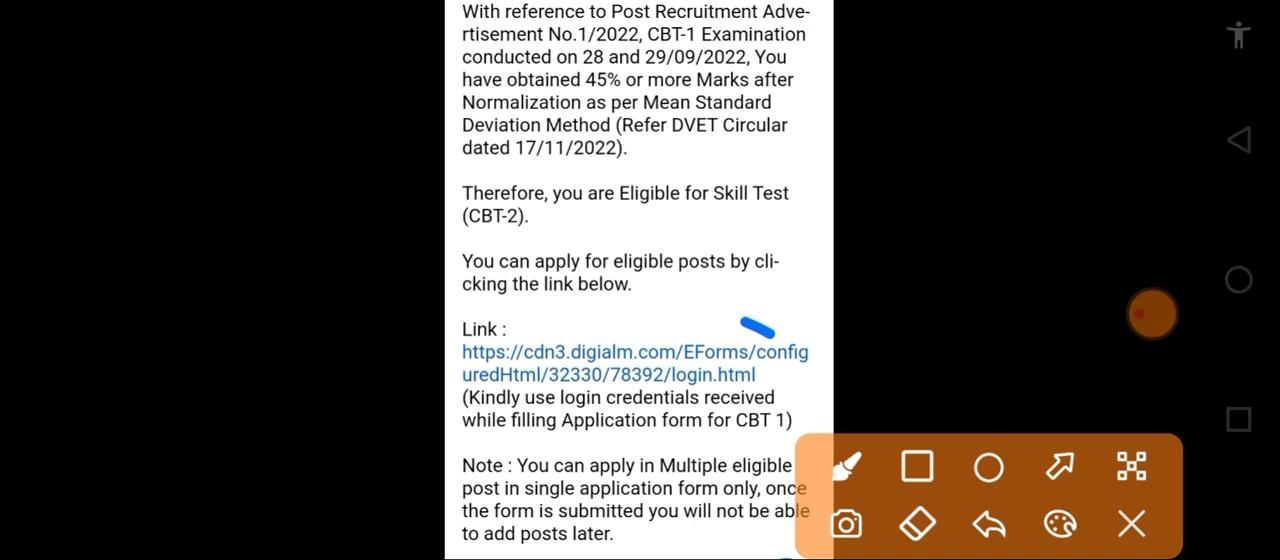 With reference to Post Recruitment Adve-
rtisement No.1/2022, CBT-1 Examination
conducted on 28 and 29/09/2022, You
have obtained 45% or more Marks after
Normalization as per Mean Standard
Deviation Method (Refer DVET Circular
dated 17/11/2022).
Therefore, you are Eligible for Skill Test
(CBT-2).
You can apply for eligible posts by cli-
cking the link below.
Link :
https://cdn3.digialm.com/EForms/config
uredHtml/32330/78392/login.html
(Kindly use login credentials received
while filling Application form for CBT 1)
Note : You can apply in Multiple eligible
post in single application form only, once
the form is submitted you will not be able
to add posts later.